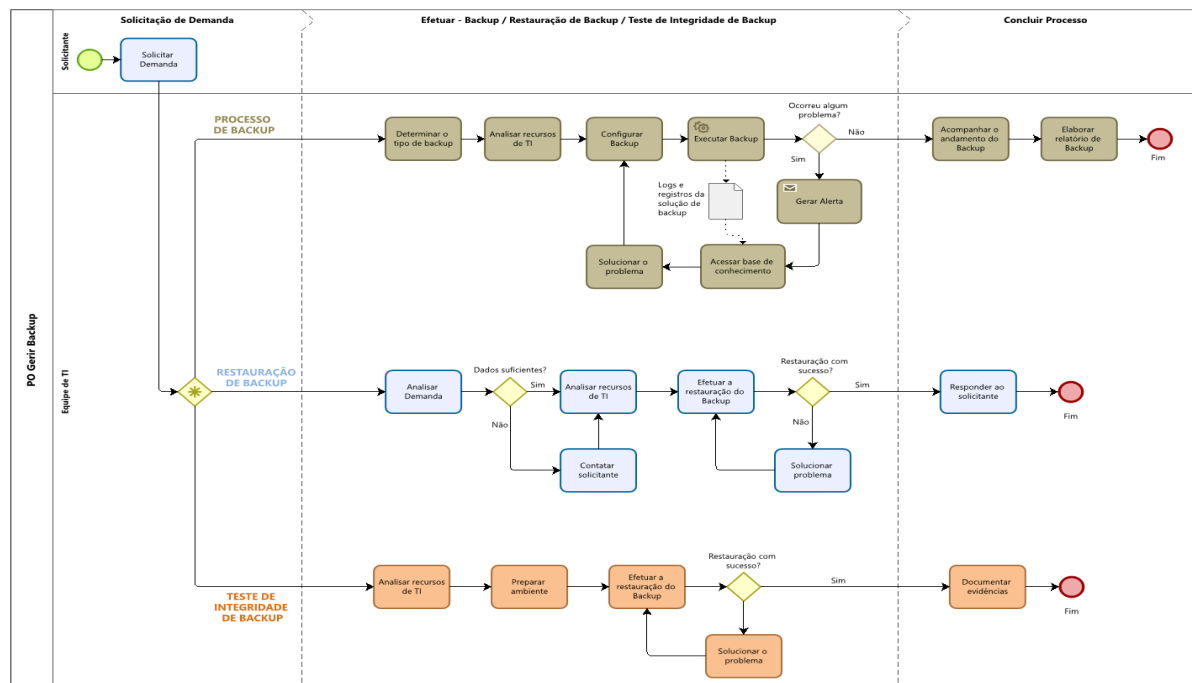 Solicitação de Demanda
Efetuar - Backup / Restauração de Backup / Teste de Integridade de Backup
Concluir Processo
PO Gerir Backup
Solicitante
Solicitar
Demanda
Equipe de TI
PROCESSO
DE BACKUP
Determinar o
tipo de backup
Analisar recursos
de TI
Configurar
Backup
Executar Backup
Ocorreu algum
problema?
Não
Sim
Acompanhar o
andamento do
Backup
Elaborar
relatório de
Backup
Fim
Logs e
registros da
solução de
backup
Gerar Alerta
Solucionar o
problema
Acessar base de
conhecimento
RESTAURAÇÃO
DE BACKUP
Analisar
Demanda
Dados suficientes?
Sim
Não
Analisar recursos
de TI
Contatar
solicitante
Efetuar a
restauração do
Backup
Restauração com
sucesso?
Sim
Não
Solucionar
problema
Responder ao
solicitante
Fim
TESTE DE
INTEGRIDADE
DE BACKUP
Analisar recursos
de TI
Preparar
ambiente
Efetuar a
restauração do
Backup
Restauração com
sucesso?
Sim
Solucionar o
problema
Documentar
evidências
Fim